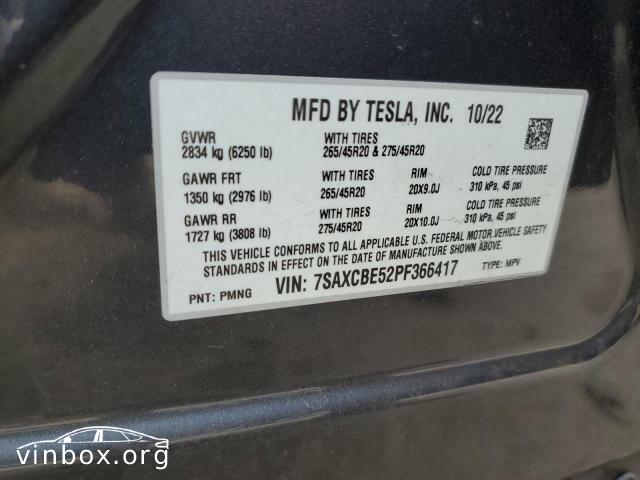 MFD BY TESLA, INC. 10/22
GVWR WITH TIRES
2834 kg (6250 lb) 265/45R20 & 275/45R20
GAWR FRT WITH TIRES RIM COLD TIRE PRESSURE
1350 kg (2976 lb) 265/45R20 20X9.0J 310 kPa, 45 psi
GAWR RR WITH TIRES RIM COLD TIRE PRESSURE
1727 kg (3808 lb) 275/45R20 20X10.0J 310 kPa, 45 psi
THIS VEHICLE CONFORMS TO ALL APPLICABLE U.S. FEDERAL MOTOR VEHICLE SAFETY
STANDARDS IN EFFECT ON THE DATE OF MANUFACTURE SHOWN ABOVE.
PNT: PMNG VIN: 7SAXCBE52PF366417 TYPE: MPV
vinbox.org